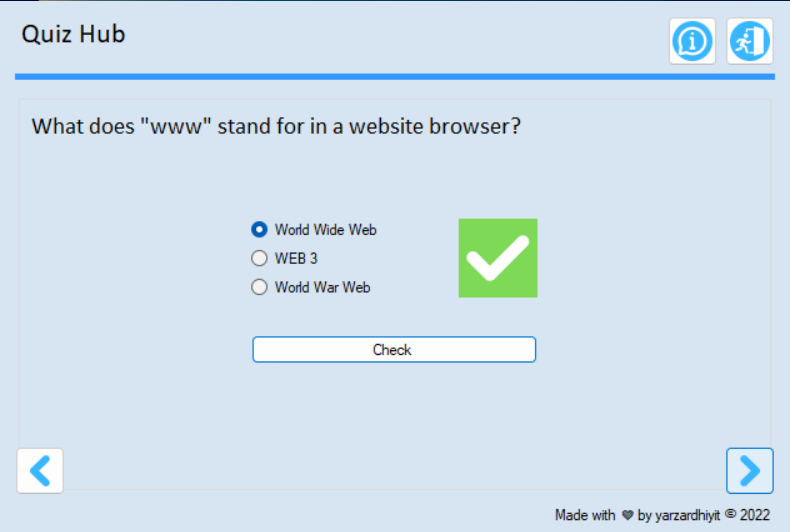 Quiz Hub
What does "www" stand for in a website browser?
World Wide Web
WEB 3
World War Web
Check
Made with ♥ by yarzardhiyit © 2022